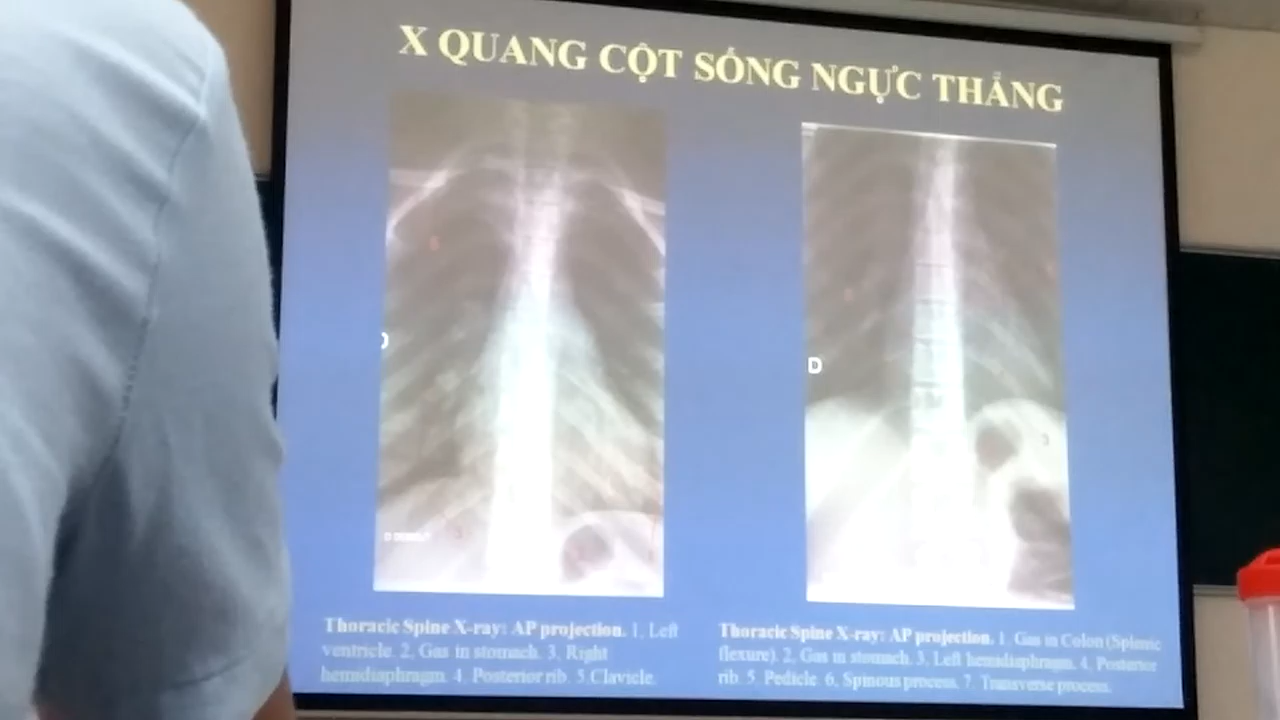 X QUANG CỘT SỐNG NGỰC THẲNG
D
D
Thoracic Spine X-ray: AP projection. 1. Left
ventricle. 2. Gas in stomach. 3. Right
hemidiaphragm. 4. Posterior rib. 5. Clavicle.
Thoracic Spine X-ray: AP projection. 1. Gas in Colon (Splenic
flexure). 2. Gas in stomach. 3. Left hemidiaphragm. 4. Posterior
rib. 5. Pedicle. 6. Spinous process. 7. Transverse process.